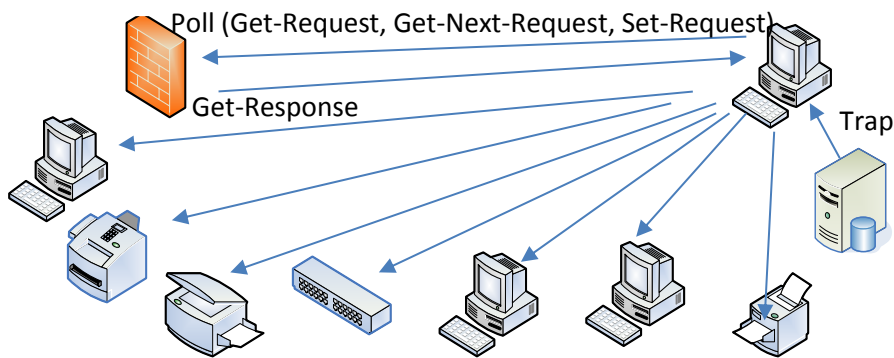 Poll (Get-Request, Get-Next-Request, Set-Request)
Get-Response
Trap